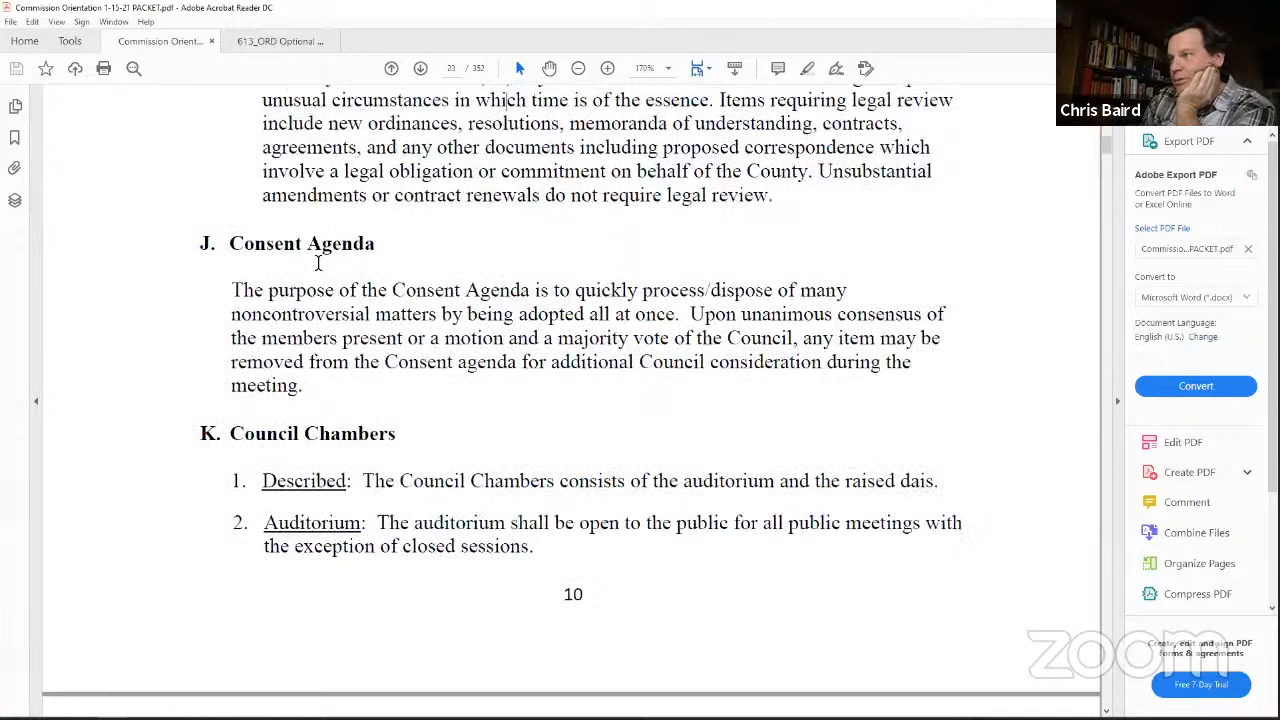 Commission Orientation 1-15-21 PACKET.pdf - Adobe Acrobat Reader DC
File Edit View Sign Window Help
Home Tools Commission Orient... × 613_ORD Optional ...
23 / 352 170%
Chris Baird
unusual circumstances in which time is of the essence. Items requiring legal review
include new ordinances, resolutions, memoranda of understanding, contracts,
agreements, and any other documents including proposed correspondence which
involve a legal obligation or commitment on behalf of the County. Unsubstantial
amendments or contract renewals do not require legal review.
J. Consent Agenda
The purpose of the Consent Agenda is to quickly process/dispose of many
noncontroversial matters by being adopted all at once. Upon unanimous consensus of
the members present or a motion and a majority vote of the Council, any item may be
removed from the Consent agenda for additional Council consideration during the
meeting.
K. Council Chambers
1. Described: The Council Chambers consists of the auditorium and the raised dais.
2. Auditorium: The auditorium shall be open to the public for all public meetings with
the exception of closed sessions.
10
Export PDF
Adobe Export PDF
Convert PDF Files to Word
or Excel Online
Select PDF File
Commissio...PACKET.pdf ×
Convert to
Microsoft Word (*.docx)
Document Language:
English (U.S.) Change
Convert
Edit PDF
Create PDF
Comment
Combine Files
Organize Pages
Compress PDF
Create, edit and sign PDF
forms & agreements
Free 7-Day Trial
zoom